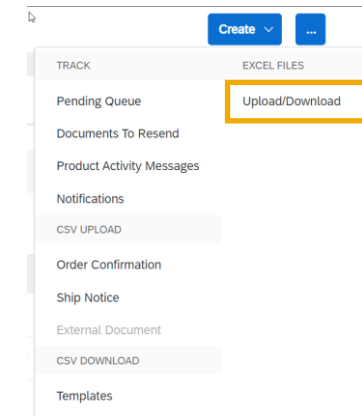 Create
...
TRACK
Pending Queue
Documents To Resend
Product Activity Messages
Notifications
CSV UPLOAD
Order Confirmation
Ship Notice
External Document
CSV DOWNLOAD
Templates
EXCEL FILES
Upload/Download